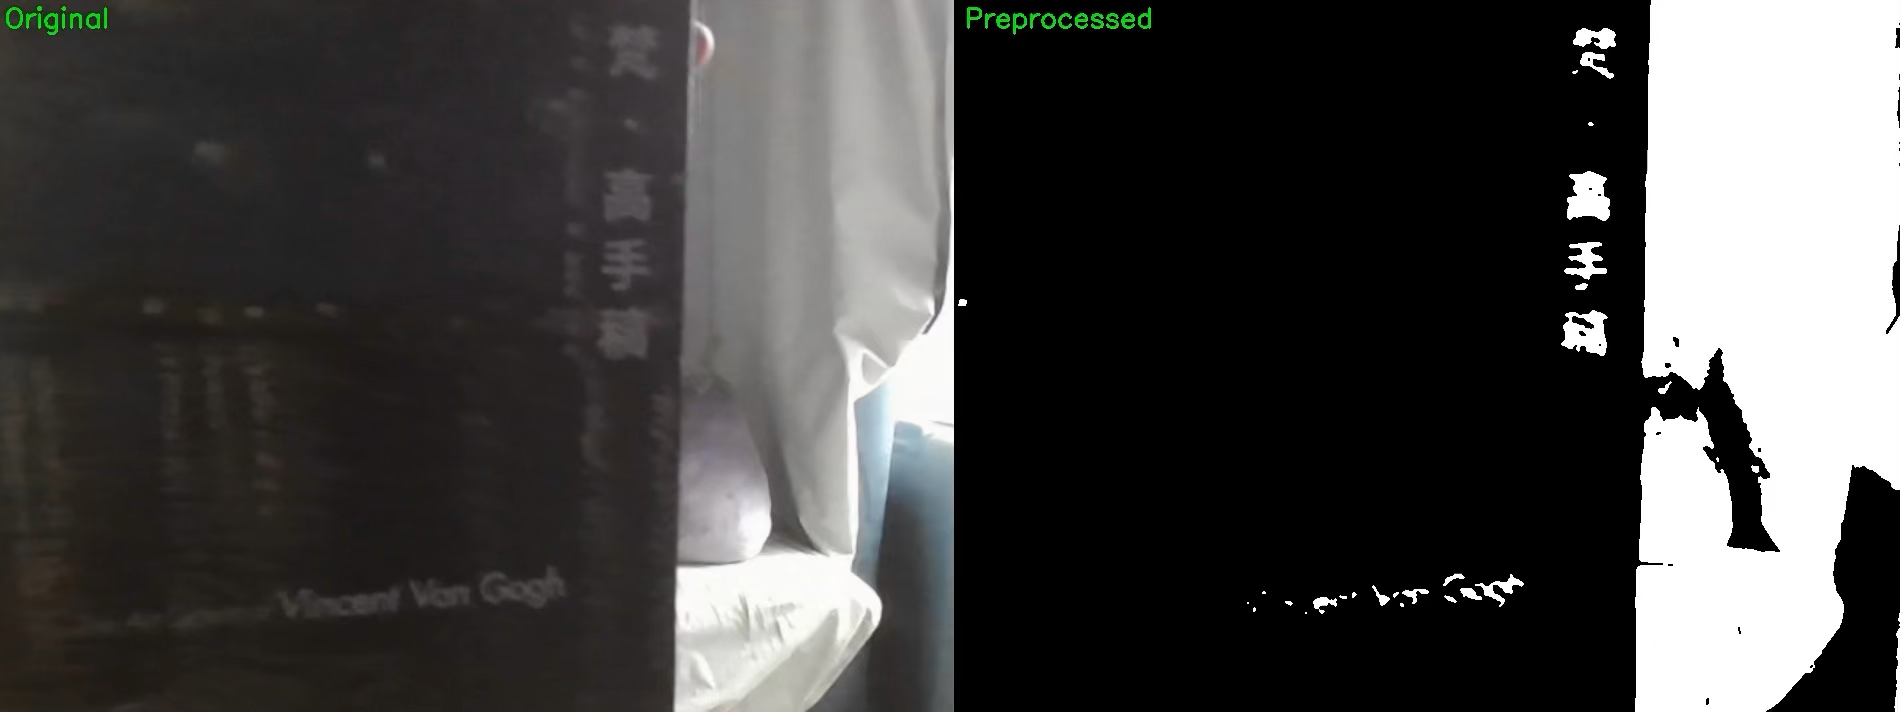 Original
Preprocessed
梵·高手稿
Vincent Van Gogh